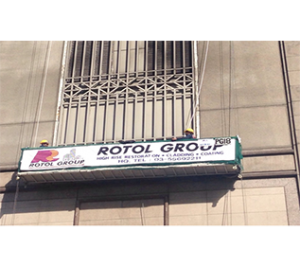 ROTOL GROUP
ROTOL GROUP
HIGH RISE RESTORATION • CLADDING • COATING
HQ. TEL